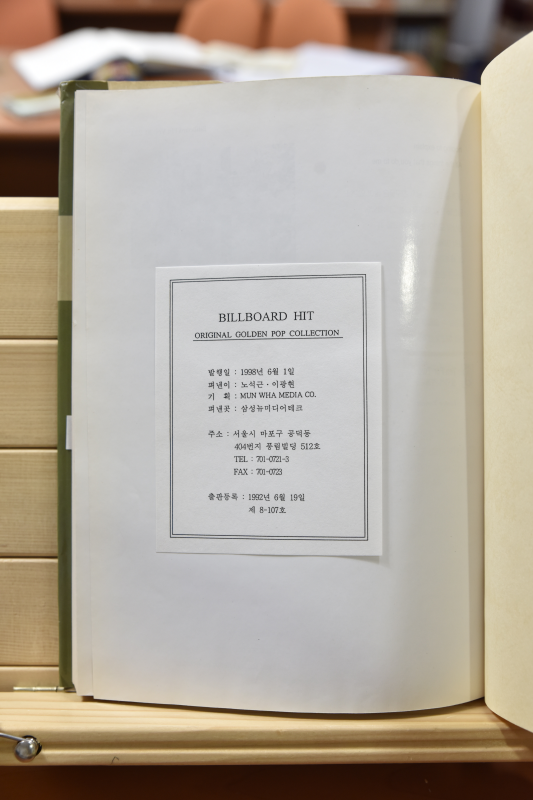 BILLBOARD HIT
ORIGINAL GOLDEN POP COLLECTION
발행일 : 1998년 6월 1일
펴낸이 : 노석근 · 이광현
기 획 : MUN WHA MEDIA CO.
펴낸곳 : 삼성뉴미디어테크
주소 : 서울시 마포구 공덕동
404번지 풍림빌딩 512호
TEL : 701-0721-3
FAX : 701-0723
출판등록 : 1992년 6월 19일
제 8-107호